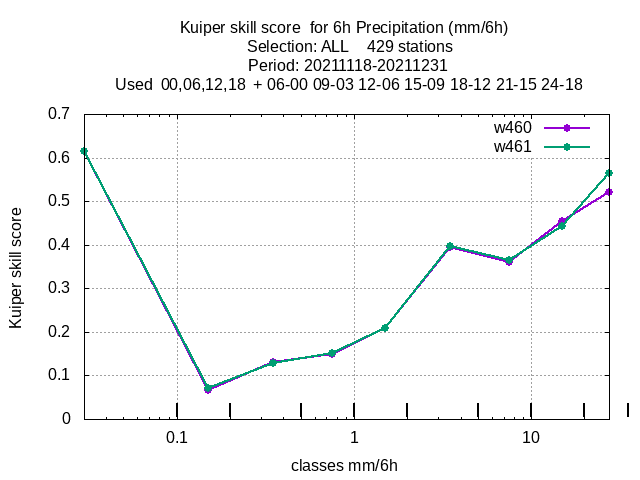 Kuiper skill score  for 6h Precipitation (mm/6h)
Selection: ALL    429 stations
Period: 20211118-20211231
Used  00,06,12,18  + 06-00 09-03 12-06 15-09 18-12 21-15 24-18
0.7
0.6
0.5
0.4
0.3
0.2
0.1
0
Kuiper skill score
w460
w461
0.1 1 10
classes mm/6h